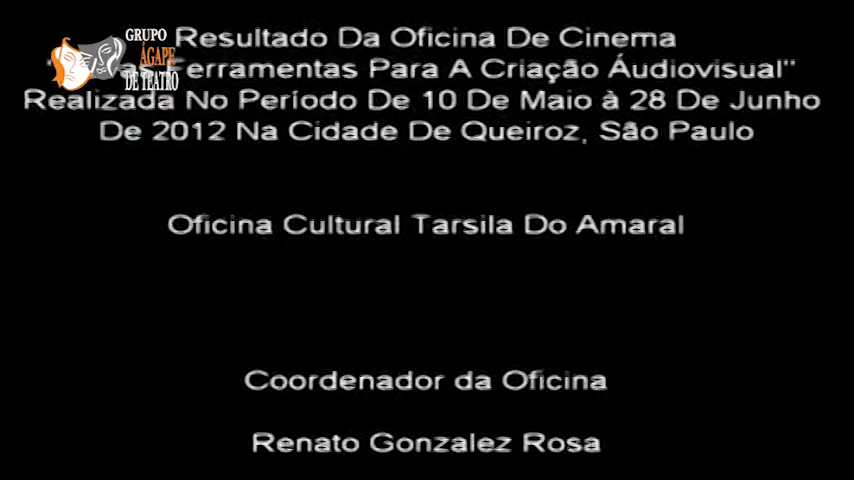 GRUPO
ÁGAPE
DE TEATRO
Resultado Da Oficina De Cinema
Ferramentas Para A Criação Áudiovisual"
Realizada No Período De 10 De Maio à 28 De Junho
De 2012 Na Cidade De Queiroz, São Paulo
Oficina Cultural Tarsila Do Amaral
Coordenador da Oficina
Renato Gonzalez Rosa